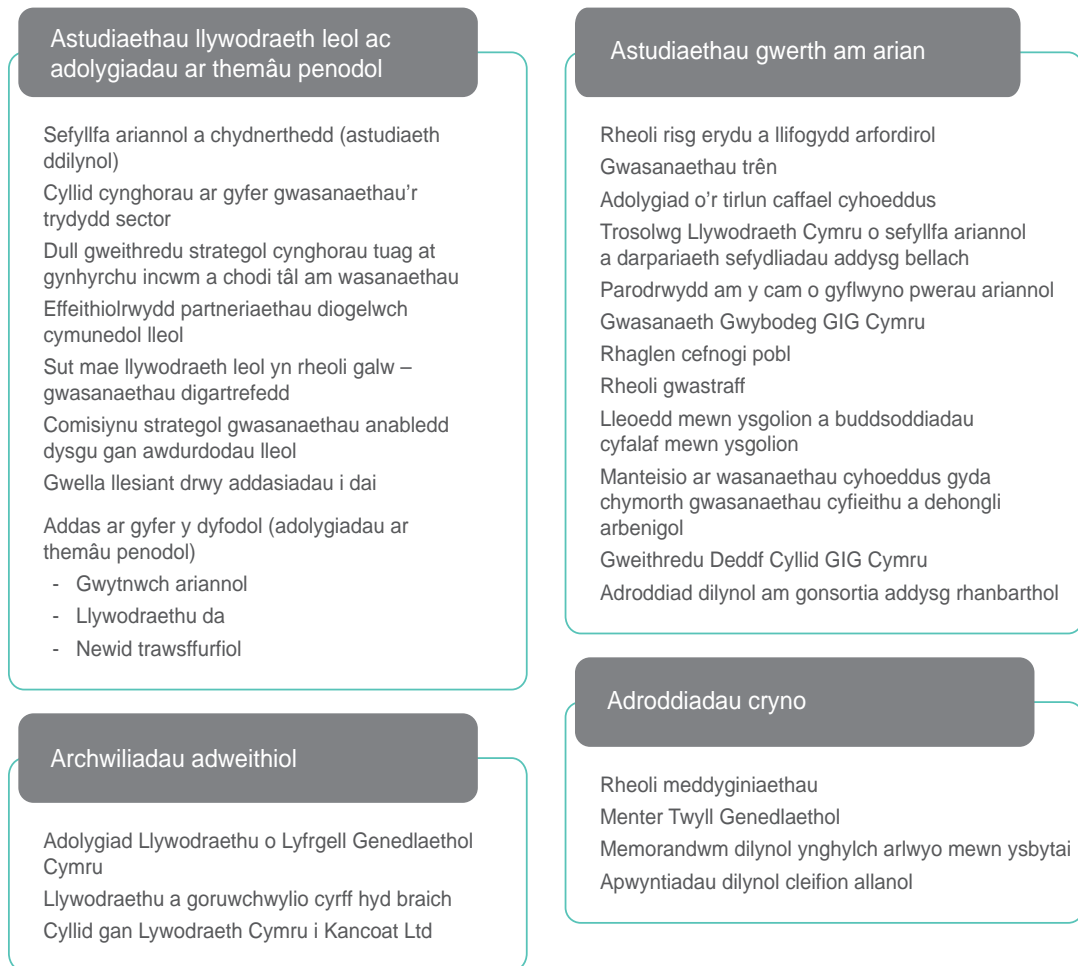 Astudiaethau llywodraeth leol ac
adolygiadau ar themâu penodol
Sefyllfa ariannol a chydnerthedd (astudiaeth
ddilynol)
Cyllid cynghorau ar gyfer gwasanaethau'r
trydydd sector
Dull gweithredu strategol cynghorau tuag at
gynhyrchu incwm a chodi tâl am wasanaethau
Effeithiolrwydd partneriaethau diogelwch
cymunedol lleol
Sut mae llywodraeth leol yn rheoli galw –
gwasanaethau digartrefedd
Comisiynu strategol gwasanaethau anabledd
dysgu gan awdurdodau lleol
Gwella llesiant drwy addasiadau i dai
Addas ar gyfer y dyfodol (adolygiadau ar
themâu penodol)
- Gwytnwch ariannol
- Llywodraethu da
- Newid trawsffurfiol
Archwiliadau adweithiol
Adolygiad Llywodraethu o Lyfrgell Genedlaethol
Cymru
Llywodraethu a goruwchwylio cyrff hyd braich
Cyllid gan Lywodraeth Cymru i Kancoat Ltd
Astudiaethau gwerth am arian
Rheoli risg erydu a llifogydd arfordirol
Gwasanaethau trên
Adolygiad o'r tirlun caffael cyhoeddus
Trosolwg Llywodraeth Cymru o sefyllfa ariannol
a darpariaeth sefydliadau addysg bellach
Parodrwydd am y cam o gyflwyno pwerau ariannol
Gwasanaeth Gwybodeg GIG Cymru
Rhaglen cefnogi pobl
Rheoli gwastraff
Lleoedd mewn ysgolion a buddsoddiadau
cyfalaf mewn ysgolion
Manteisio ar wasanaethau cyhoeddus gyda
chymorth gwasanaethau cyfieithu a dehongli
arbenigol
Gweithredu Deddf Cyllid GIG Cymru
Adroddiad dilynol am gonsortia addysg rhanbarthol
Adroddiadau cryno
Rheoli meddyginiaethau
Menter Twyll Genedlaethol
Memorandwm dilynol ynghylch arlwyo mewn ysbytai
Apwyntiadau dilynol cleifion allanol